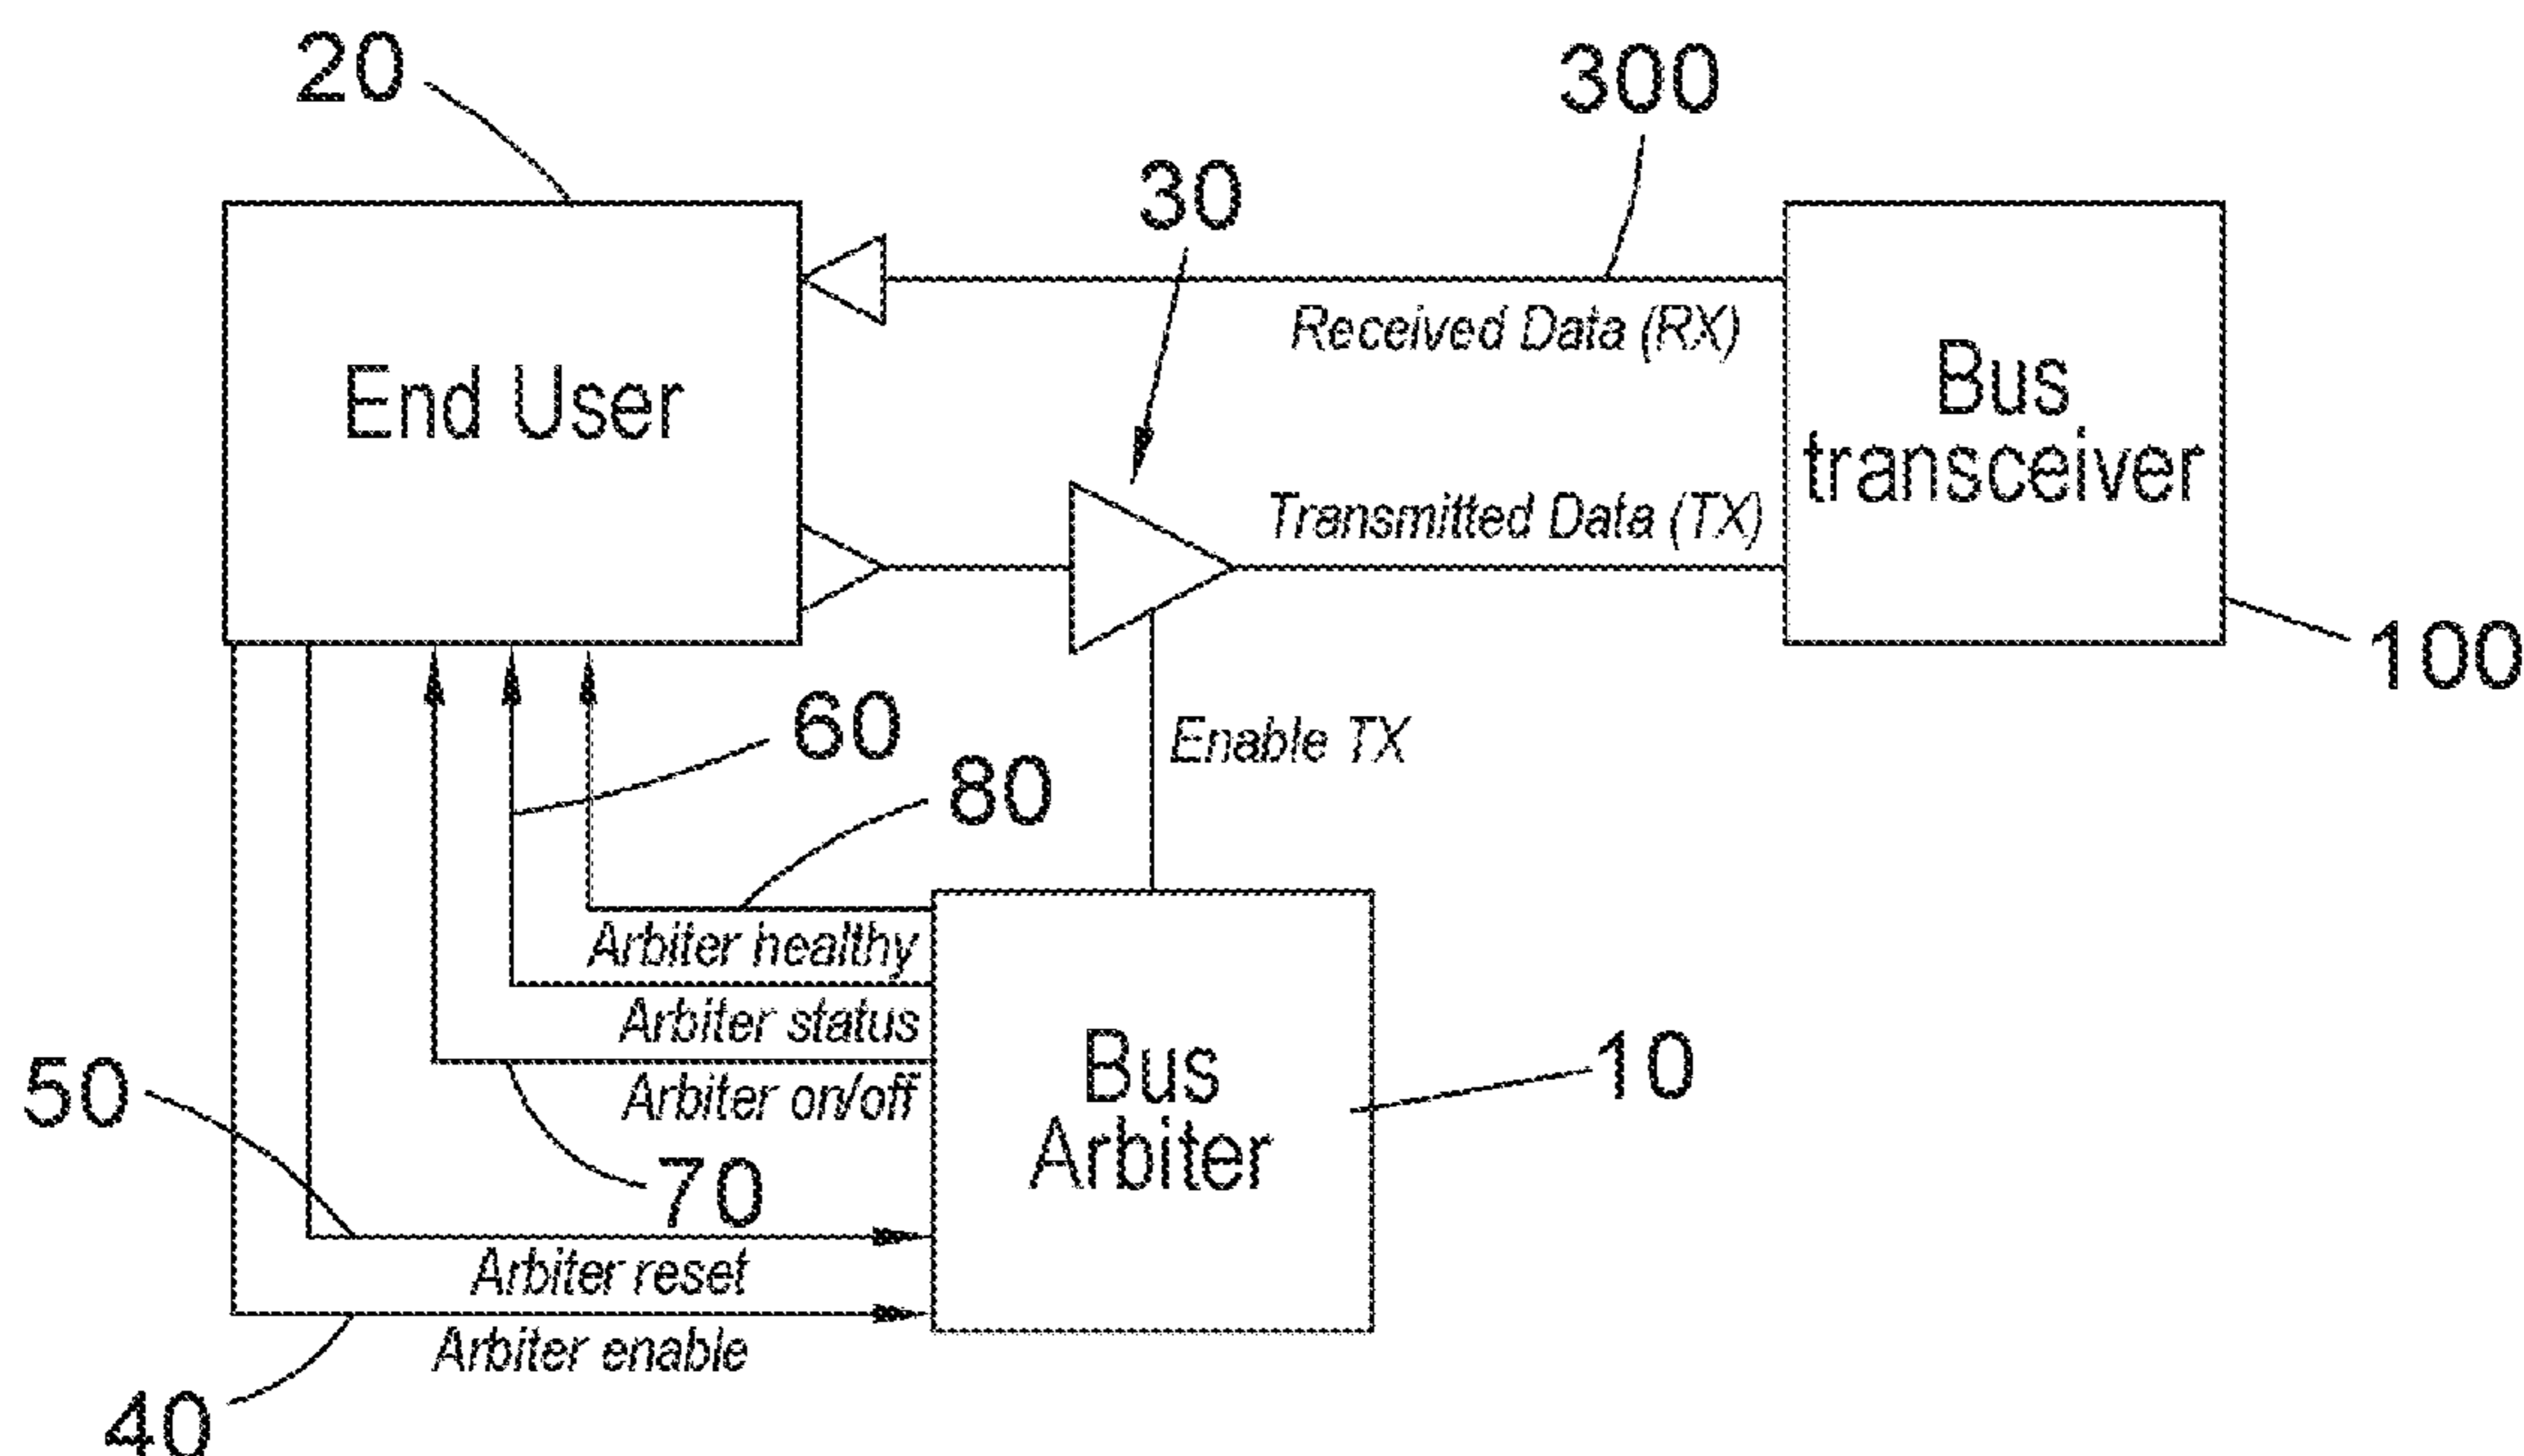 20
300
30
Received Data (RX)
End User
Bus
transceiver
Transmitted Data (TX)
100
60
Enable TX
80
Arbiter healthy
Arbiter status
50
Arbiter on/off
Bus
Arbiter
10
70
Arbiter reset
Arbiter enable
40